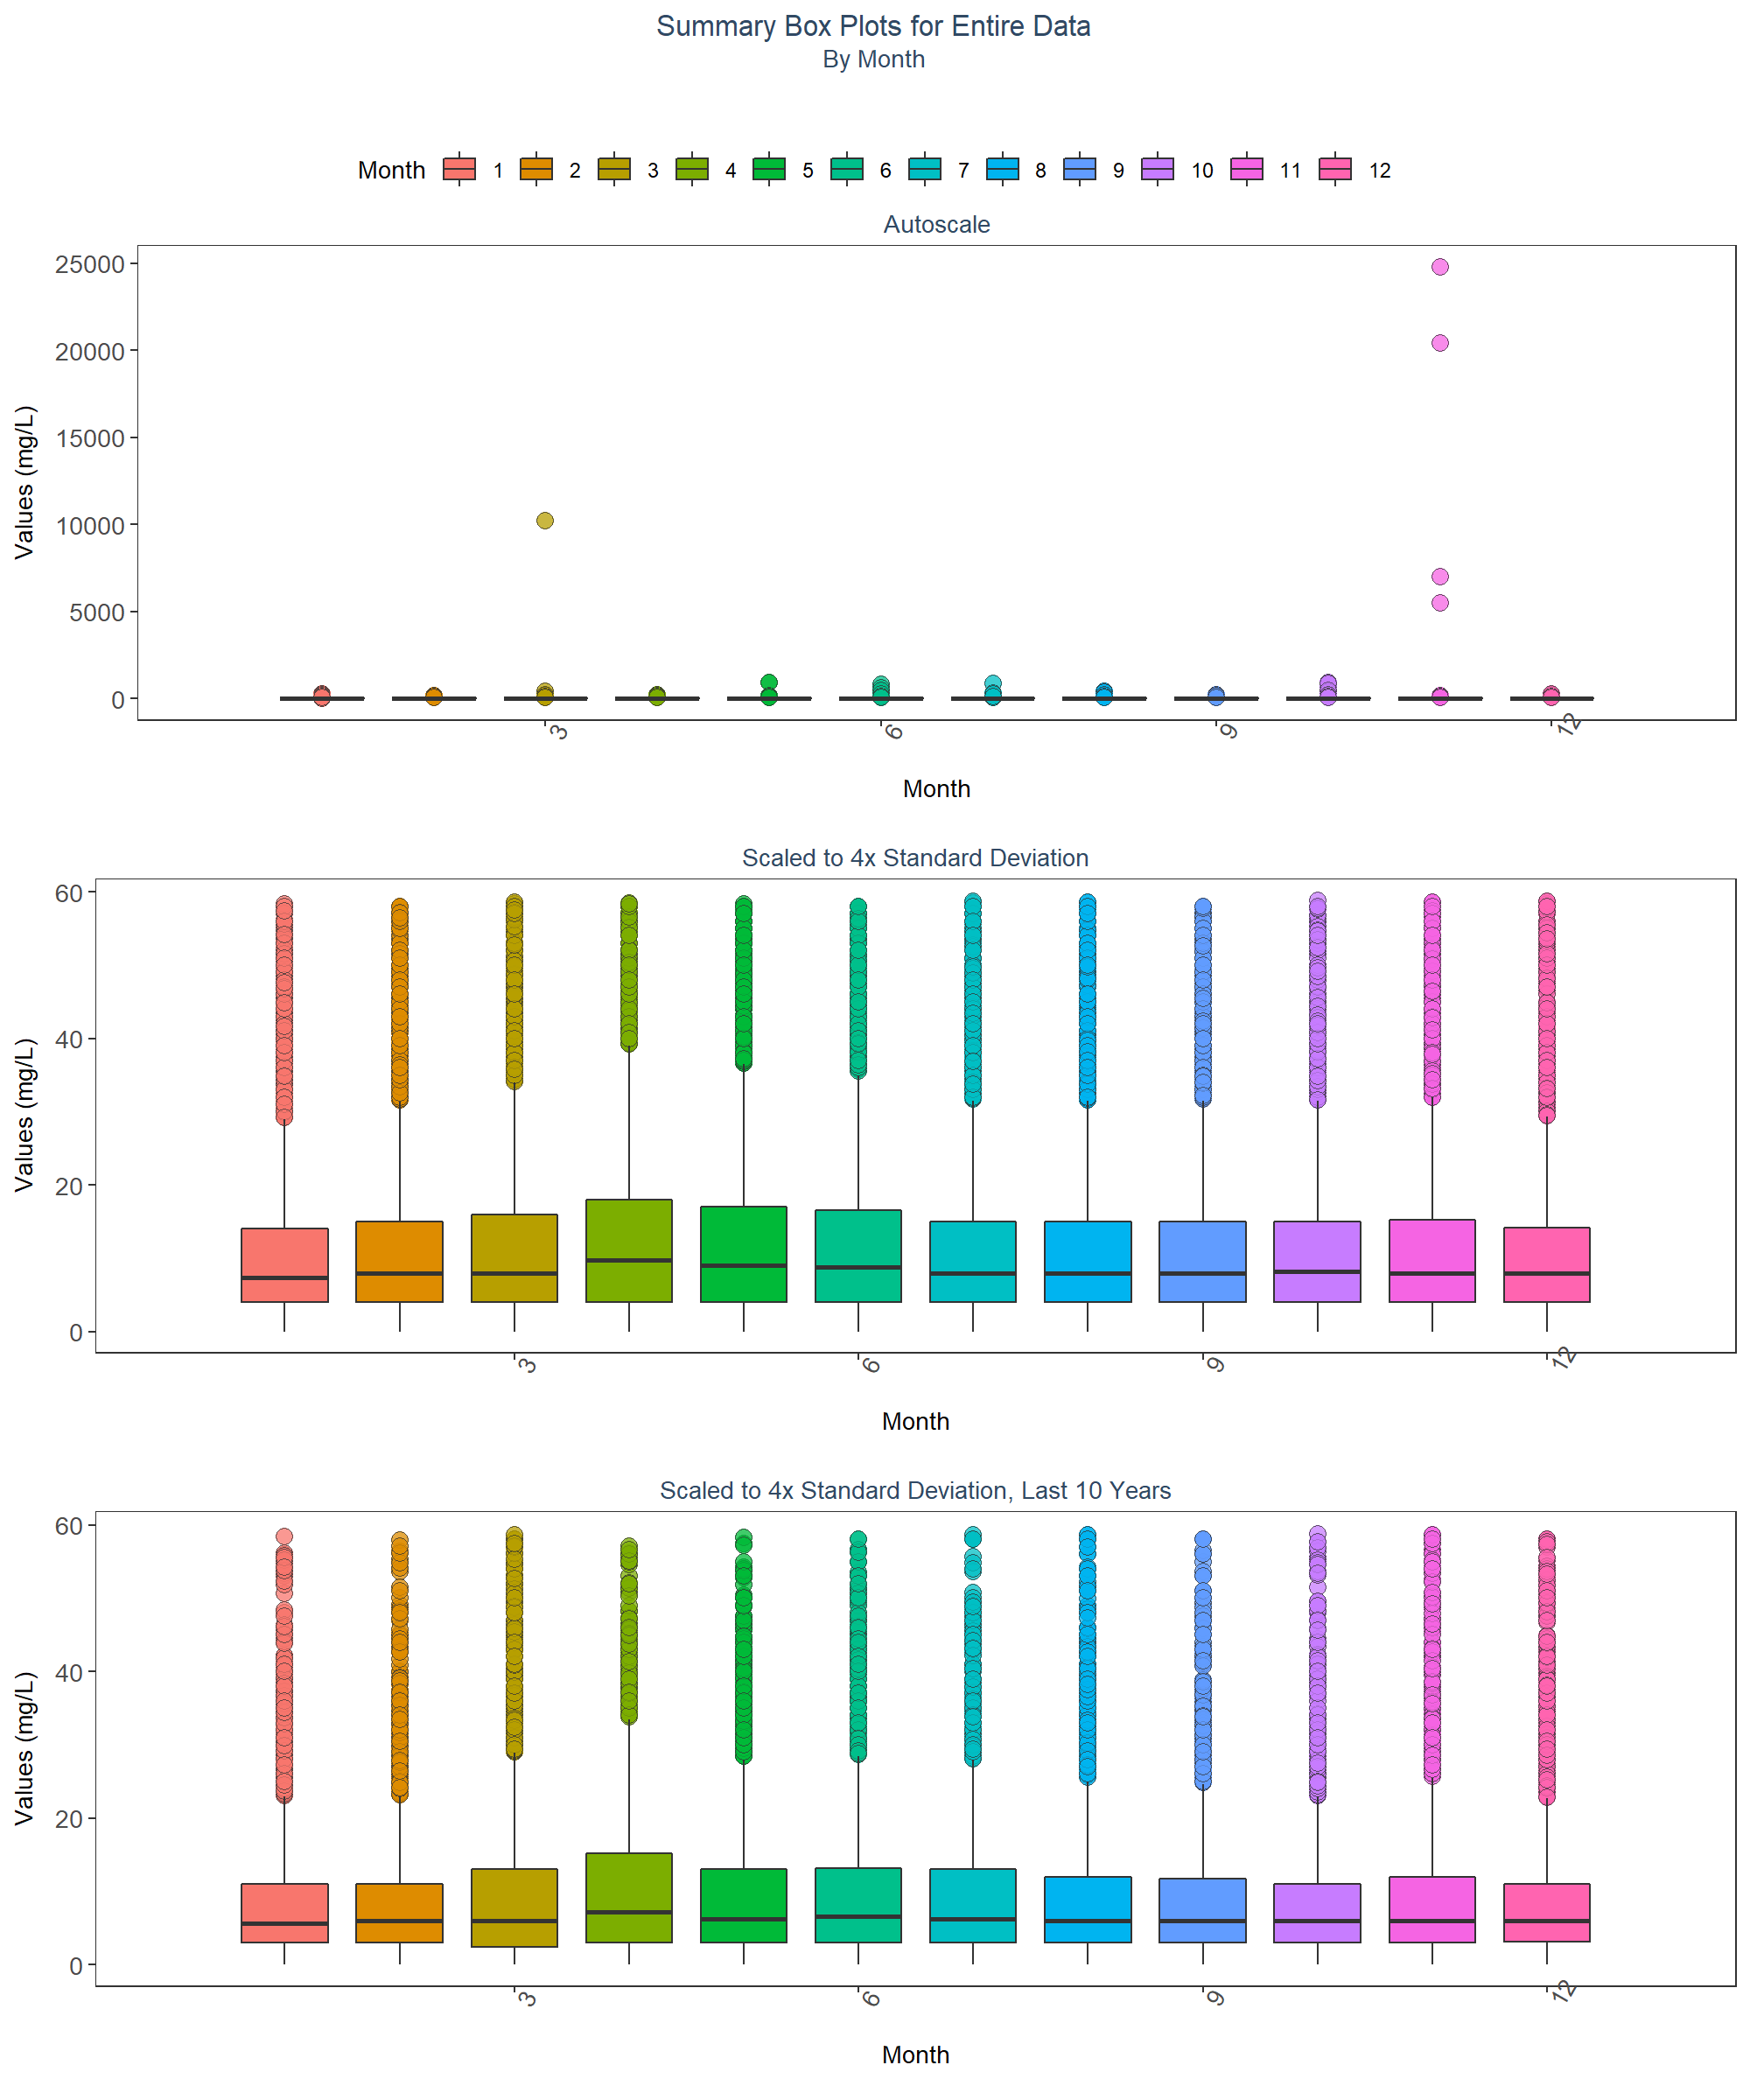 Summary Box Plots for Entire Data
By Month
Month 1 2 3 4 5 6 7 8 9 10 11 12
Autoscale
Values (mg/L)
25000
20000
15000
10000
5000
0
3 6 9 12
Month
Scaled to 4x Standard Deviation
Values (mg/L)
60
40
20
0
3 6 9 12
Month
Scaled to 4x Standard Deviation, Last 10 Years
Values (mg/L)
60
40
20
0
3 6 9 12
Month